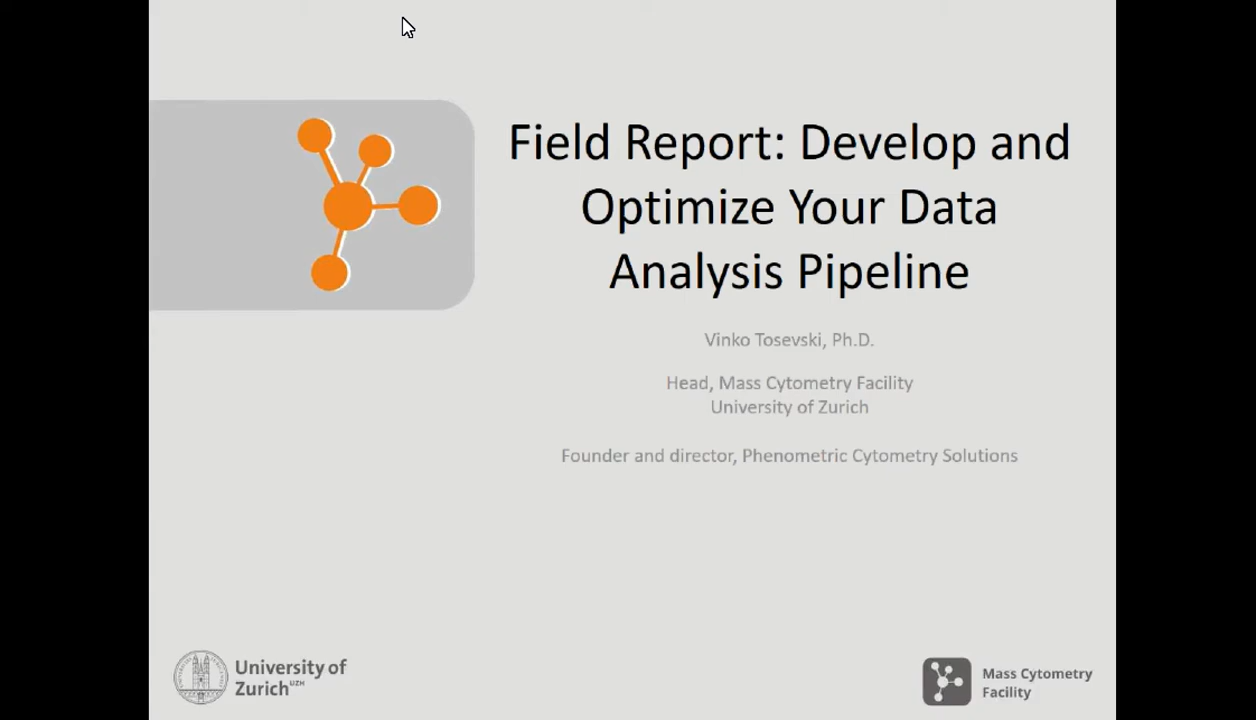 Field Report: Develop and
Optimize Your Data
Analysis Pipeline
Vinko Tosevski, Ph.D.
Head, Mass Cytometry Facility
University of Zurich
Founder and director, Phenometric Cytometry Solutions
University of
Zurich UZH
Mass Cytometry
Facility